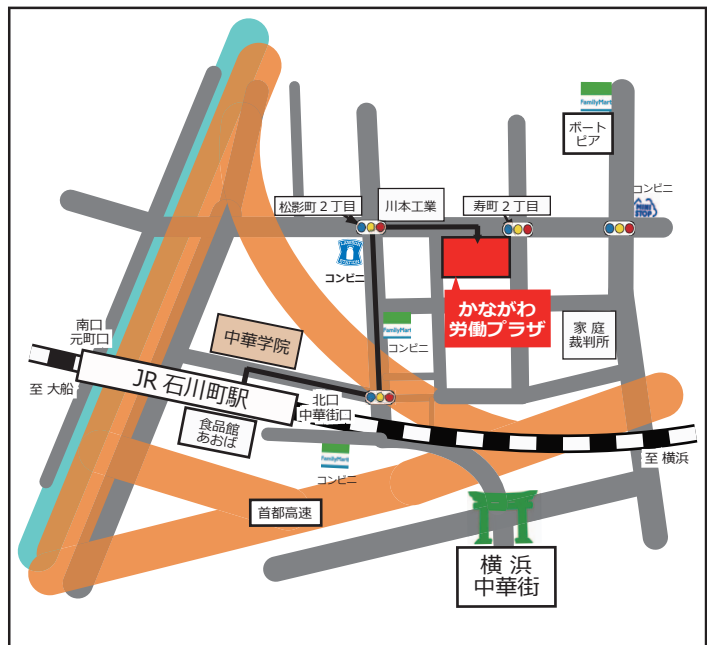 FamilyMart
ポート
ピア
コンビニ
MINI
STOP
松影町２丁目
川本工業
寿町２丁目
LAWSON
STATION
コンビニ
かながわ
労働プラザ
FamilyMart
コンビニ
家 庭
裁判所
南口
元町口
中華学院
JR 石川町駅
至 大船
北口
中華街口
食品館
あおば
FamilyMart
コンビニ
至 横浜
首都高速
横 浜
中華街